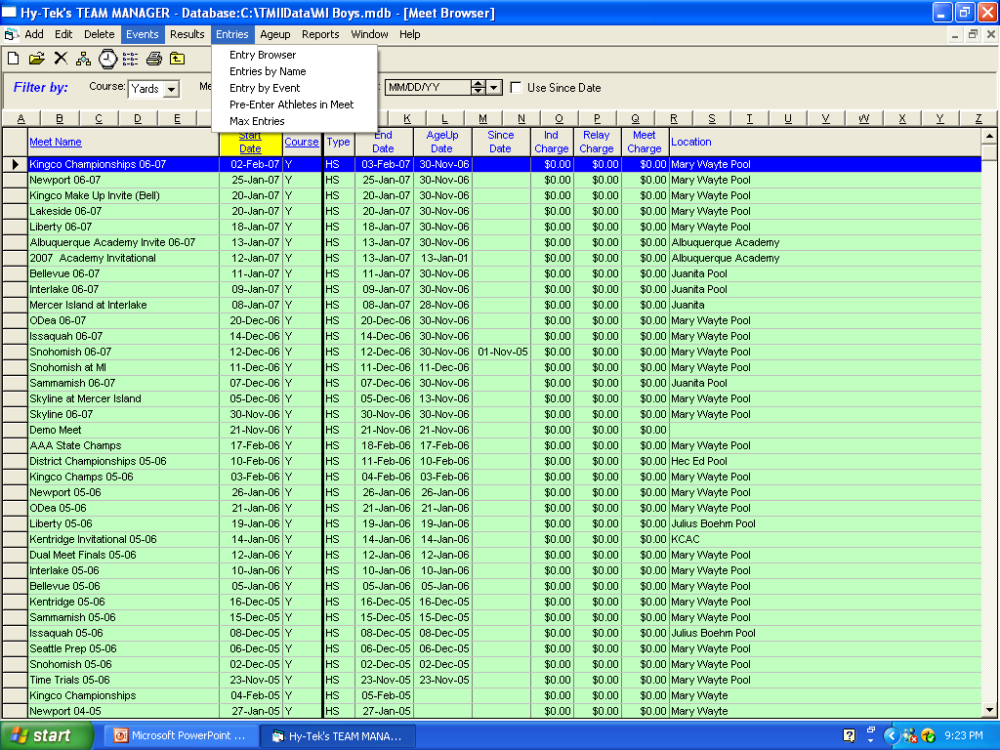 Hy-Tek's TEAM MANAGER - Database:C:\TMIIData\MI Boys.mdb - [Meet Browser]
Add Edit Delete Events Results Entries Ageup Reports Window Help
Entry Browser
Entries by Name
Entry by Event
Pre-Enter Athletes in Meet
Max Entries
Filter by: Course: Yards Me : MM/DD/YY Use Since Date
A B C D E K L M N O P Q R S T U V W X Y Z
Meet Name Start Date Course Type End Date AgeUp Date Since Date Ind Charge Relay Charge Meet Charge Location
Kingco Championships 06-07 02-Feb-07 Y HS 03-Feb-07 30-Nov-06 $0.00 $0.00 $0.00 Mary Wayte Pool
Newport 06-07 25-Jan-07 Y HS 25-Jan-07 30-Nov-06 $0.00 $0.00 $0.00 Mary Wayte Pool
Kingco Make Up Invite (Bell) 20-Jan-07 Y HS 20-Jan-07 30-Nov-06 $0.00 $0.00 $0.00 Mary Wayte Pool
Lakeside 06-07 20-Jan-07 Y HS 20-Jan-07 30-Nov-06 $0.00 $0.00 $0.00 Mary Wayte Pool
Liberty 06-07 18-Jan-07 Y HS 18-Jan-07 30-Nov-06 $0.00 $0.00 $0.00 Mary Wayte Pool
Albuquerque Academy Invite 06-07 13-Jan-07 Y HS 13-Jan-07 30-Nov-06 $0.00 $0.00 $0.00 Albuquerque Academy
2007 Academy Invitational 12-Jan-07 Y HS 13-Jan-07 13-Jan-01 $0.00 $0.00 $0.00 Albuquerque Academy
Bellevue 06-07 11-Jan-07 Y HS 11-Jan-07 30-Nov-06 $0.00 $0.00 $0.00 Juanita Pool
Interlake 06-07 09-Jan-07 Y HS 09-Jan-07 30-Nov-06 $0.00 $0.00 $0.00 Juanita Pool
Mercer Island at Interlake 08-Jan-07 Y HS 08-Jan-07 28-Nov-06 $0.00 $0.00 $0.00 Juanita
ODea 06-07 20-Dec-06 Y HS 20-Dec-06 30-Nov-06 $0.00 $0.00 $0.00 Mary Wayte Pool
Issaquah 06-07 14-Dec-06 Y HS 14-Dec-06 30-Nov-06 $0.00 $0.00 $0.00 Mary Wayte Pool
Snohomish 06-07 12-Dec-06 Y HS 12-Dec-06 30-Nov-06 01-Nov-05 $0.00 $0.00 $0.00 Mary Wayte Pool
Snohomish at MI 11-Dec-06 Y HS 11-Dec-06 11-Dec-06 $0.00 $0.00 $0.00 Mary Wayte Pool
Sammamish 06-07 07-Dec-06 Y HS 07-Dec-06 30-Nov-06 $0.00 $0.00 $0.00 Juanita Pool
Skyline at Mercer Island 05-Dec-06 Y HS 05-Dec-06 13-Nov-06 $0.00 $0.00 $0.00 Mary Wayte Pool
Skyline 06-07 30-Nov-06 Y HS 30-Nov-06 30-Nov-06 $0.00 $0.00 $0.00 Mary Wayte Pool
Demo Meet 21-Nov-06 Y HS 21-Nov-06 21-Nov-06 $0.00 $0.00 $0.00
AAA State Champs 17-Feb-06 Y HS 18-Feb-06 17-Feb-06 $0.00 $0.00 $0.00 Mary Wayte Pool
District Championships 05-06 10-Feb-06 Y HS 11-Feb-06 10-Feb-06 $0.00 $0.00 $0.00 Hec Ed Pool
Kingco Champs 05-06 03-Feb-06 Y HS 04-Feb-06 03-Feb-06 $0.00 $0.00 $0.00 Mary Wayte Pool
Newport 05-06 26-Jan-06 Y HS 26-Jan-06 26-Jan-06 $0.00 $0.00 $0.00 Mary Wayte Pool
ODea 05-06 21-Jan-06 Y HS 21-Jan-06 21-Jan-06 $0.00 $0.00 $0.00 Mary Wayte Pool
Liberty 05-06 19-Jan-06 Y HS 19-Jan-06 19-Jan-06 $0.00 $0.00 $0.00 Julius Boehm Pool
Kentridge Invitational 05-06 14-Jan-06 Y HS 14-Jan-06 14-Jan-06 $0.00 $0.00 $0.00 KCAC
Dual Meet Finals 05-06 12-Jan-06 Y HS 12-Jan-06 12-Jan-06 $0.00 $0.00 $0.00 Mary Wayte Pool
Interlake 05-06 10-Jan-06 Y HS 10-Jan-06 10-Jan-06 $0.00 $0.00 $0.00 Mary Wayte Pool
Bellevue 05-06 05-Jan-06 Y HS 05-Jan-06 05-Jan-06 $0.00 $0.00 $0.00 Mary Wayte Pool
Kentridge 05-06 16-Dec-05 Y HS 16-Dec-05 16-Dec-05 $0.00 $0.00 $0.00 Mary Wayte Pool
Sammamish 05-06 15-Dec-05 Y HS 15-Dec-05 15-Dec-05 $0.00 $0.00 $0.00 Mary Wayte Pool
Issaquah 05-06 08-Dec-05 Y HS 08-Dec-05 08-Dec-05 $0.00 $0.00 $0.00 Julius Boehm Pool
Seattle Prep 05-06 06-Dec-05 Y HS 06-Dec-05 06-Dec-05 $0.00 $0.00 $0.00 Mary Wayte Pool
Snohomish 05-06 02-Dec-05 Y HS 02-Dec-05 02-Dec-05 $0.00 $0.00 $0.00 Mary Wayte Pool
Time Trials 05-06 23-Nov-05 Y HS 23-Nov-05 23-Nov-05 $0.00 $0.00 $0.00 Mary Wayte Pool
Kingco Championships 04-Feb-05 Y HS 05-Feb-05 $0.00 $0.00 $0.00 Mary Wayte
Newport 04-05 27-Jan-05 Y HS 27-Jan-05 $0.00 $0.00 $0.00 Mary Wayte
start Microsoft PowerPoint ... Hy-Tek's TEAM MANA... 9:23 PM